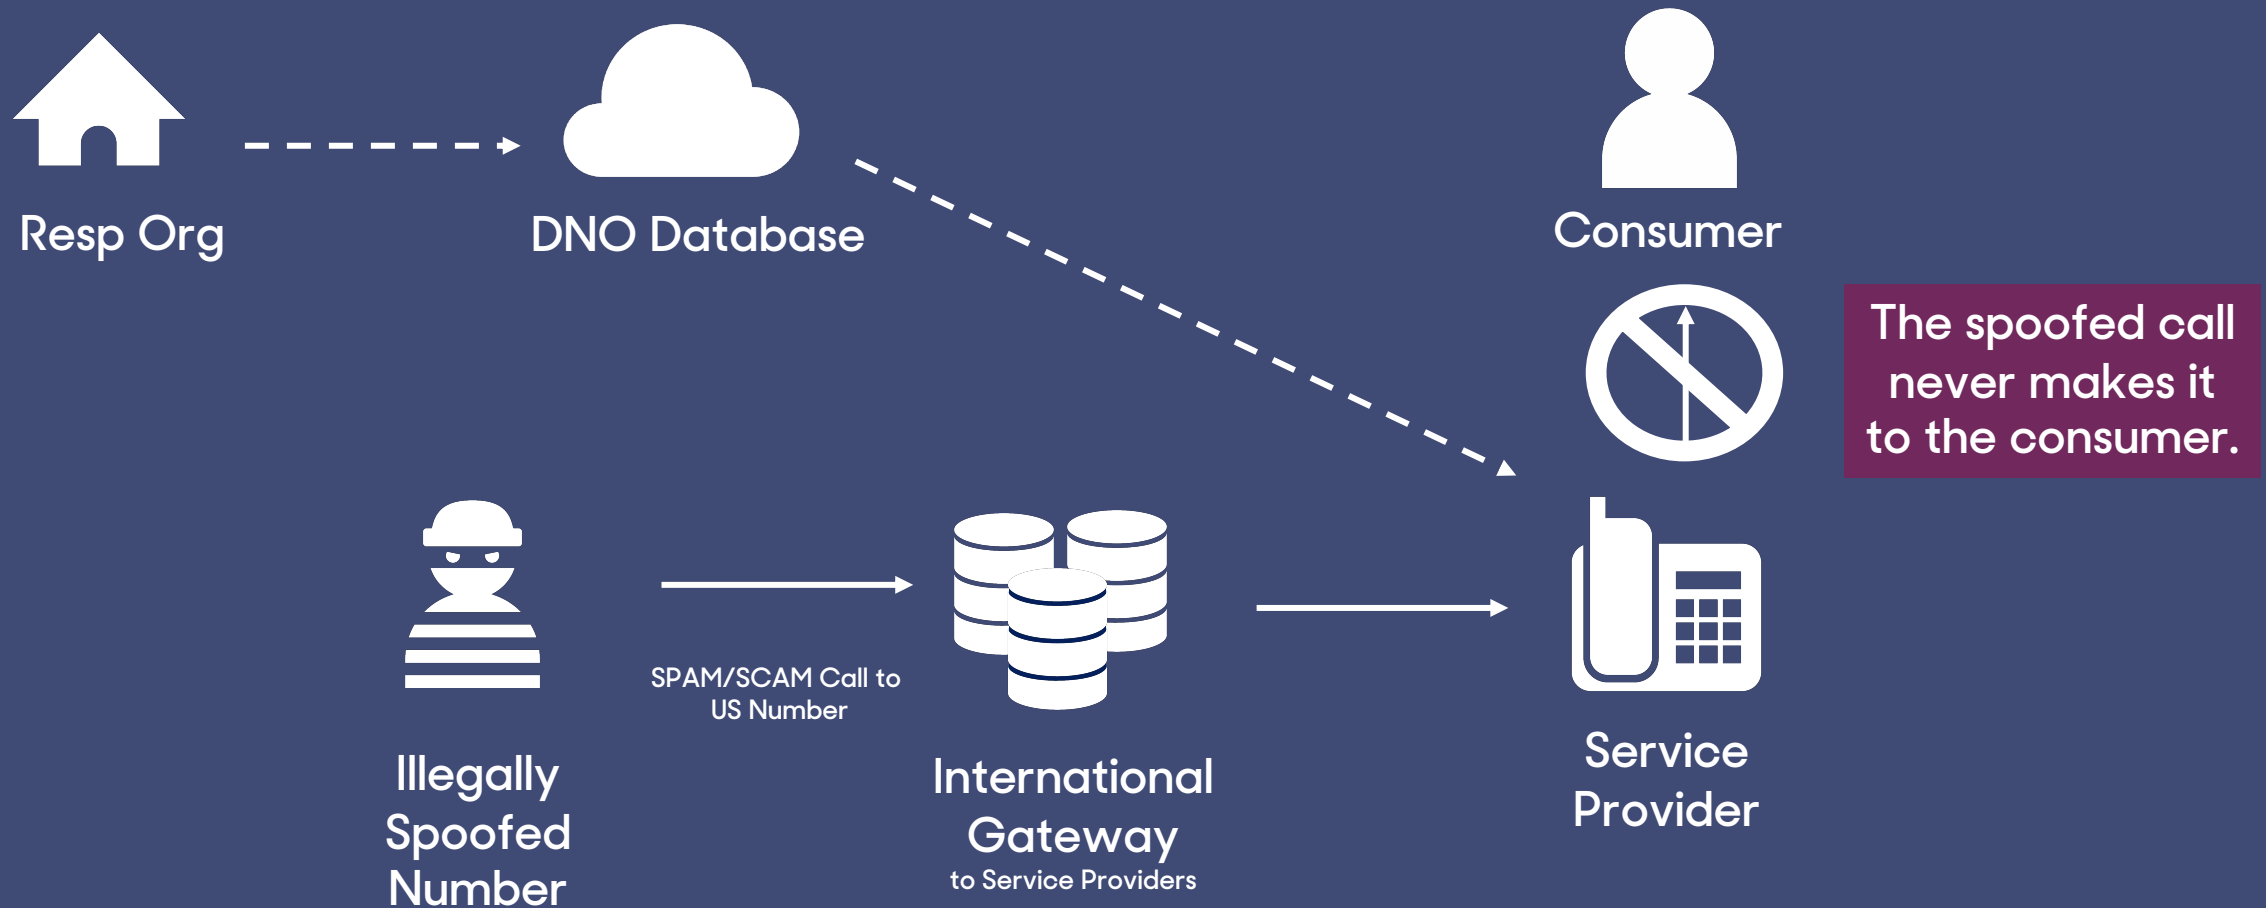 Resp Org
DNO Database
Consumer
The spoofed call
never makes it
to the consumer.
SPAM/SCAM Call to
US Number
Illegally
Spoofed
Number
International
Gateway
to Service Providers
Service
Provider